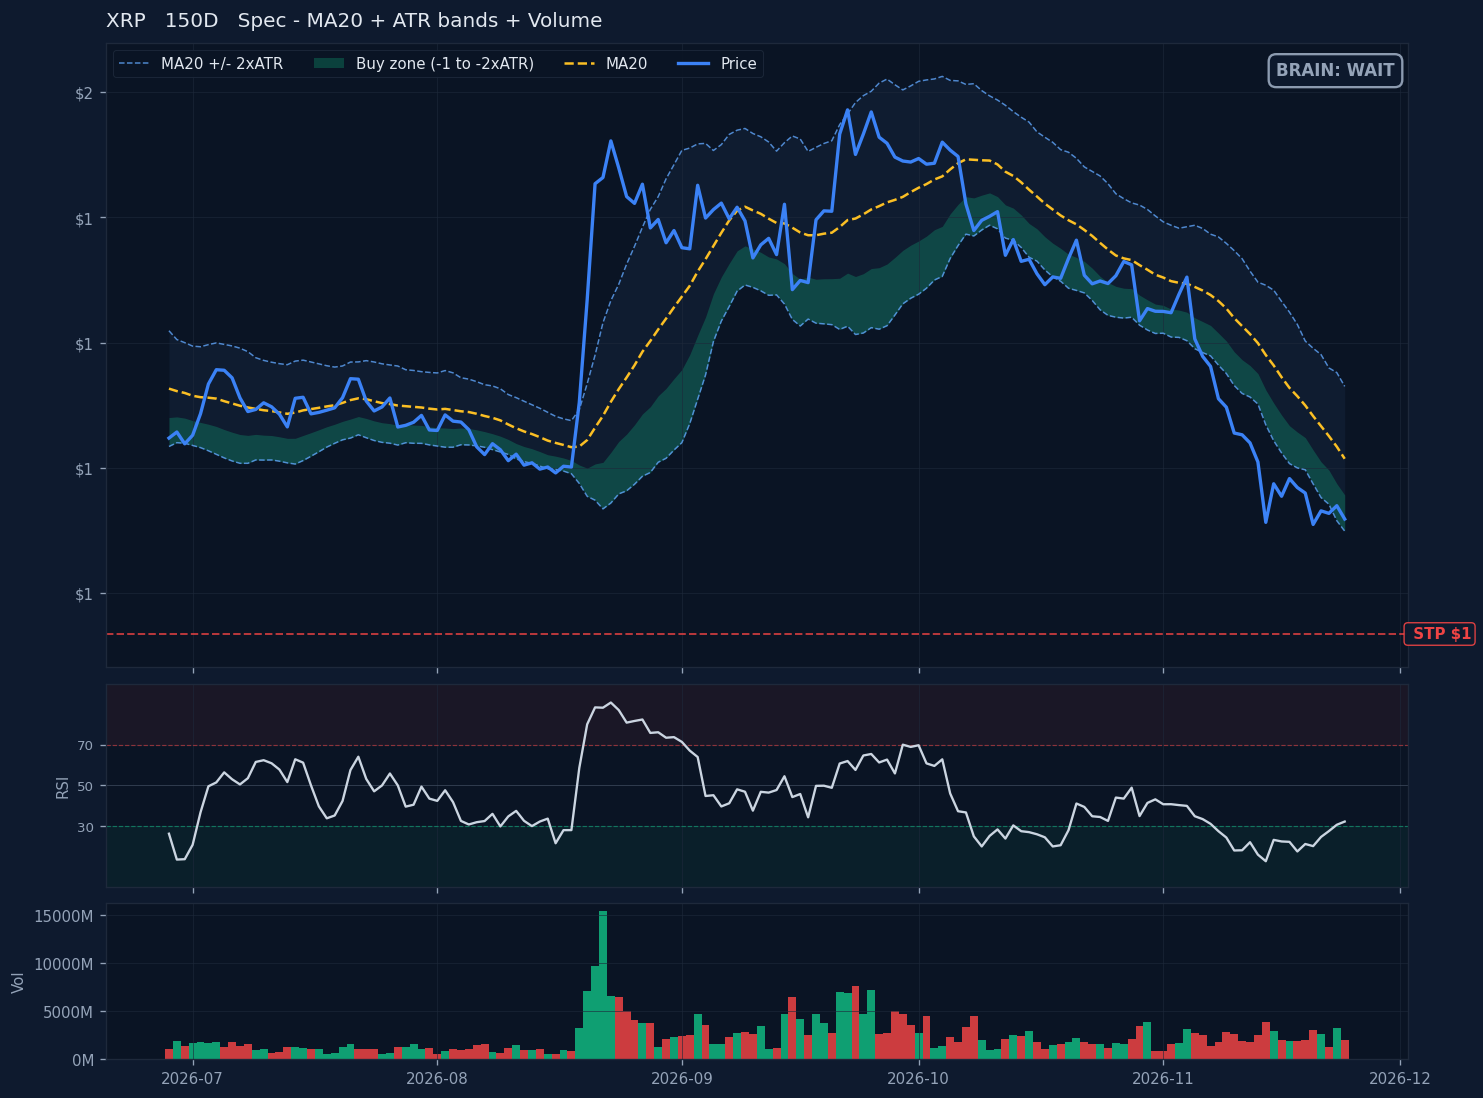 XRP   150D   Spec - MA20 + ATR bands + Volume
MA20 +/- 2xATR
Buy zone (-1 to -2xATR)
MA20
Price
BRAIN: WAIT
$2
$1
$1
$1
$1
STP $1
70
50
30
RSI
15000M
10000M
5000M
0M
Vol
2026-07
2026-08
2026-09
2026-10
2026-11
2026-12